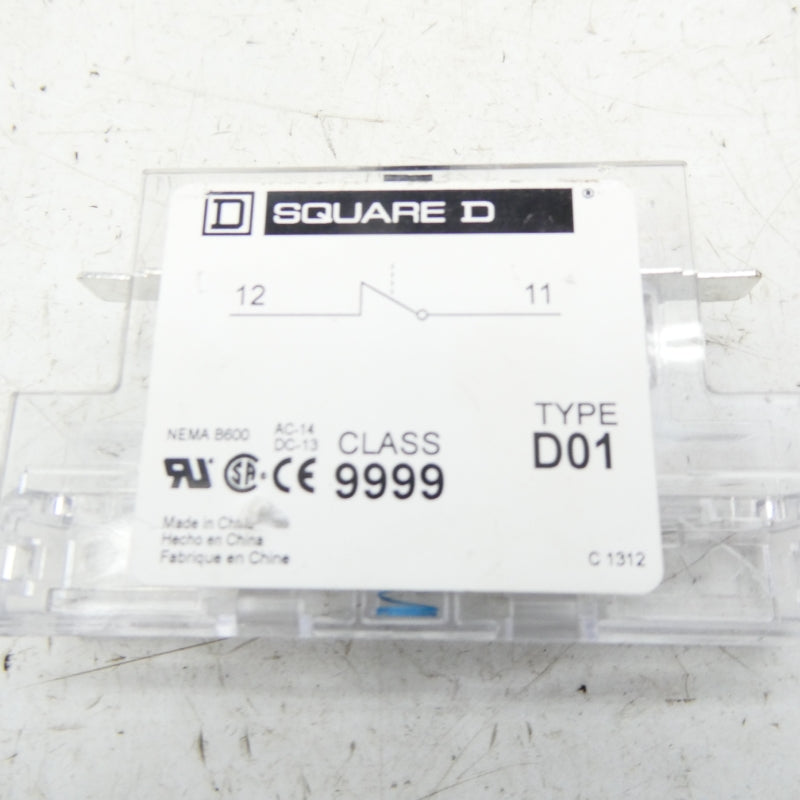 D SQUARE D ®
12 11
NEMA B600
AC-14
DC-13
CLASS
9999
TYPE
D01
Made in China
Hecho en China
Fabrique en Chine
C 1312